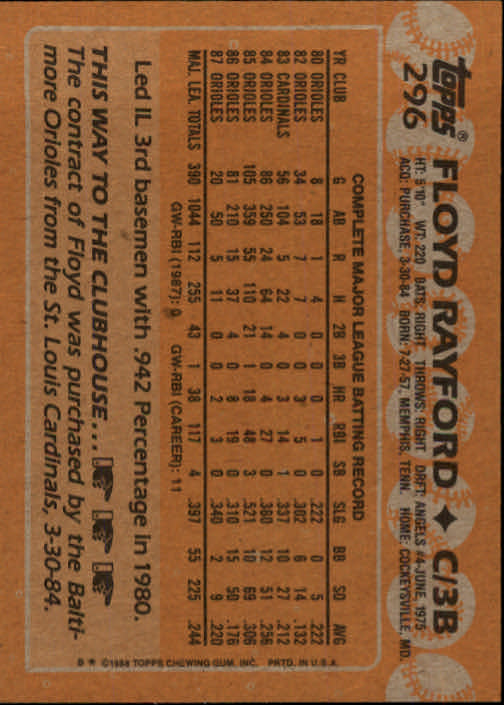 topps®
296
FLOYD RAYFORD ♦ C/3B
HT: 5'10" WT: 220 BATS: RIGHT THROWS: RIGHT DRFT: ANGELS #4-JUNE, 1975
ACQ: PURCHASE, 3-30-84 BORN: 7-27-57, MEMPHIS, TENN. HOME: COCKEYSVILLE, MD.
COMPLETE MAJOR LEAGUE BATTING RECORD
YR CLUB G AB R H 2B 3B HR RBI SB SLG BB SO AVG
80 ORIOLES 8 18 1 4 0 0 0 1 0 .222 0 5 .222
82 ORIOLES 34 53 7 7 0 0 3 5 0 .302 6 14 .132
83 CARDINALS 56 104 5 22 4 0 3 14 1 .337 10 27 .212
84 ORIOLES 86 250 24 64 14 0 4 27 0 .360 12 51 .256
85 ORIOLES 105 359 55 110 21 1 18 48 3 .521 10 69 .306
86 ORIOLES 81 210 15 37 4 0 8 19 0 .310 15 50 .176
87 ORIOLES 20 50 5 11 0 0 2 3 0 .340 2 9 .220
MAJ. LEA. TOTALS 390 1044 112 255 43 1 38 117 4 .397 55 225 .244
GW-RBI (1987): 0 GW-RBI (CAREER): 11
Led IL 3rd basemen with .942 Percentage in 1980.
THIS WAY TO THE CLUBHOUSE...
The contract of Floyd was purchased by the Balti-
more Orioles from the St. Louis Cardinals, 3-30-84.
B * ©1988 TOPPS CHEWING GUM, INC. PRTD. IN U.S.A.